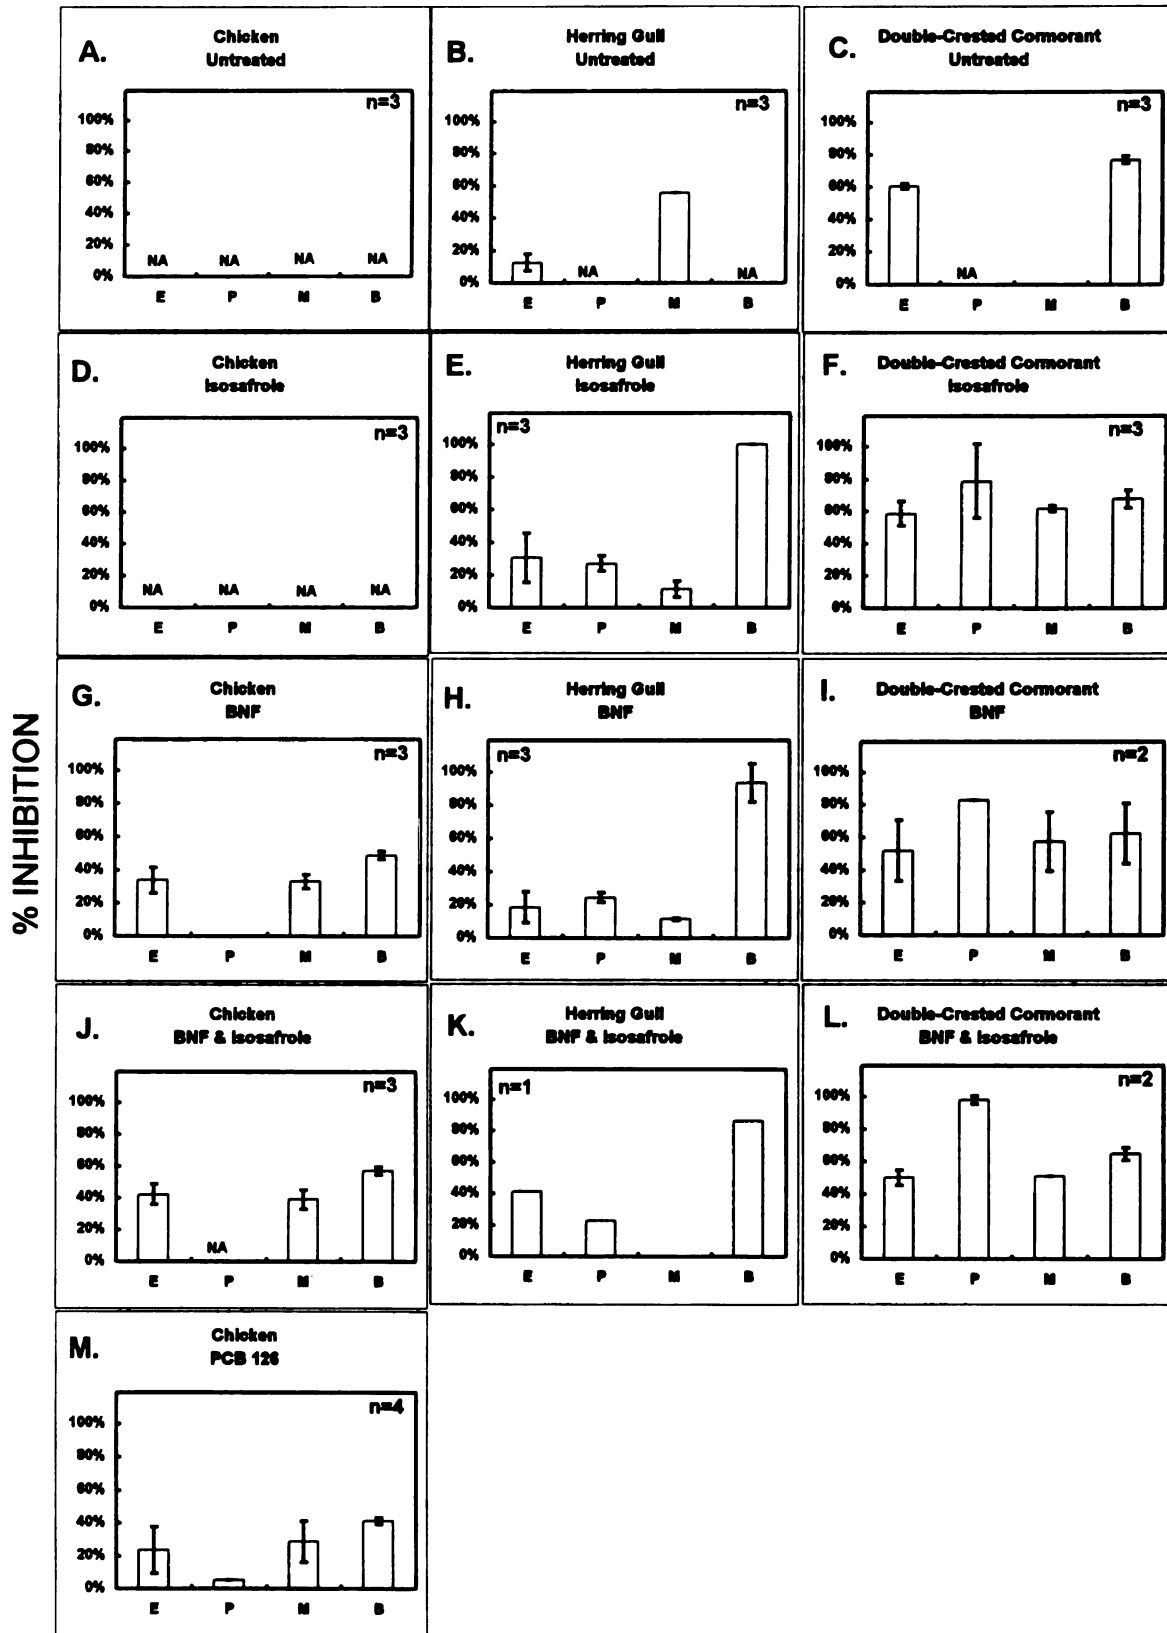 % INHIBITION
A.
Chicken
Untreated
n=3
100%
80%
60%
40%
20%
0%
NA NA NA NA
E P M B
B.
Herring Gull
Untreated
n=3
100%
80%
60%
40%
20%
0%
NA NA
E P M B
C.
Double-Crested Cormorant
Untreated
n=3
100%
80%
60%
40%
20%
0%
NA
E P M B
D.
Chicken
Isosafrole
n=3
100%
80%
60%
40%
20%
0%
NA NA NA NA
E P M B
E.
Herring Gull
Isosafrole
n=3
100%
80%
60%
40%
20%
0%
E P M B
F.
Double-Crested Cormorant
Isosafrole
n=3
100%
80%
60%
40%
20%
0%
E P M B
G.
Chicken
BNF
n=3
100%
80%
60%
40%
20%
0%
E P M B
H.
Herring Gull
BNF
n=3
100%
80%
60%
40%
20%
0%
E P M B
I.
Double-Crested Cormorant
BNF
n=2
100%
80%
60%
40%
20%
0%
E P M B
J.
Chicken
BNF & Isosafrole
n=3
100%
80%
60%
40%
20%
0%
NA
E P M B
K.
Herring Gull
BNF & Isosafrole
n=1
100%
80%
60%
40%
20%
0%
E P M B
L.
Double-Crested Cormorant
BNF & Isosafrole
n=2
100%
80%
60%
40%
20%
0%
E P M B
M.
Chicken
PCB 126
n=4
100%
80%
60%
40%
20%
0%
E P M B